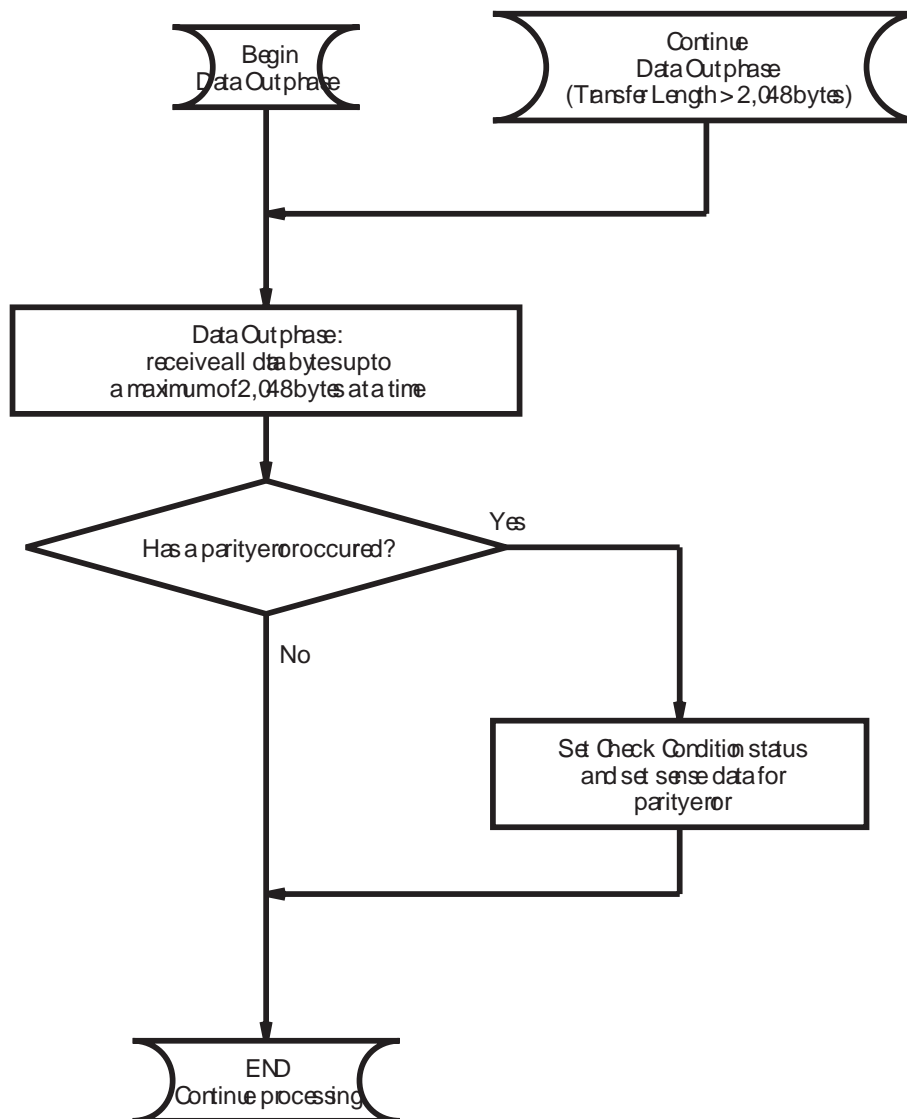 Begin
Data Out phase
Continue
Data Out phase
(Transfer Length > 2,048 bytes)
Data Out phase:
receive all data bytes up to
a maximum of 2,048 bytes at a time
Has a parity error occured?
Yes
No
Set Check Condition status
and set sense data for
parity error
END
Continue processing